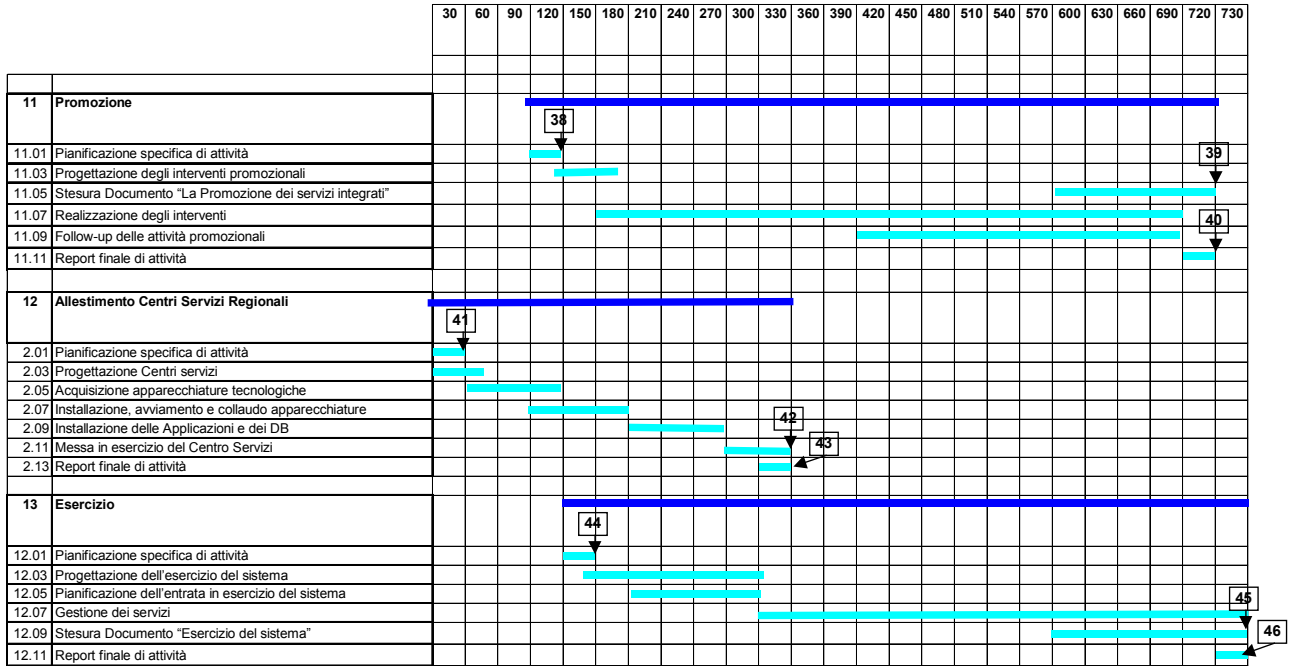 30 60 90 120 150 180 210 240 270 300 330 360 390 420 450 480 510 540 570 600 630 660 690 720 730
11 Promozione
38
11.01 Pianificazione specifica di attività
39
11.03 Progettazione degli interventi promozionali
11.05 Stesura Documento “La Promozione dei servizi integrati”
11.07 Realizzazione degli interventi
40
11.09 Follow-up delle attività promozionali
11.11 Report finale di attività
12 Allestimento Centri Servizi Regionali
41
2.01 Pianificazione specifica di attività
2.03 Progettazione Centri servizi
2.05 Acquisizione apparecchiature tecnologiche
2.07 Installazione, avviamento e collaudo apparecchiature
42
2.09 Installazione delle Applicazioni e dei DB
43
2.11 Messa in esercizio del Centro Servizi
2.13 Report finale di attività
13 Esercizio
44
12.01 Pianificazione specifica di attività
12.03 Progettazione dell’esercizio del sistema
12.05 Pianificazione dell’entrata in esercizio del sistema
45
12.07 Gestione dei servizi
12.09 Stesura Documento “Esercizio del sistema”
46
12.11 Report finale di attività